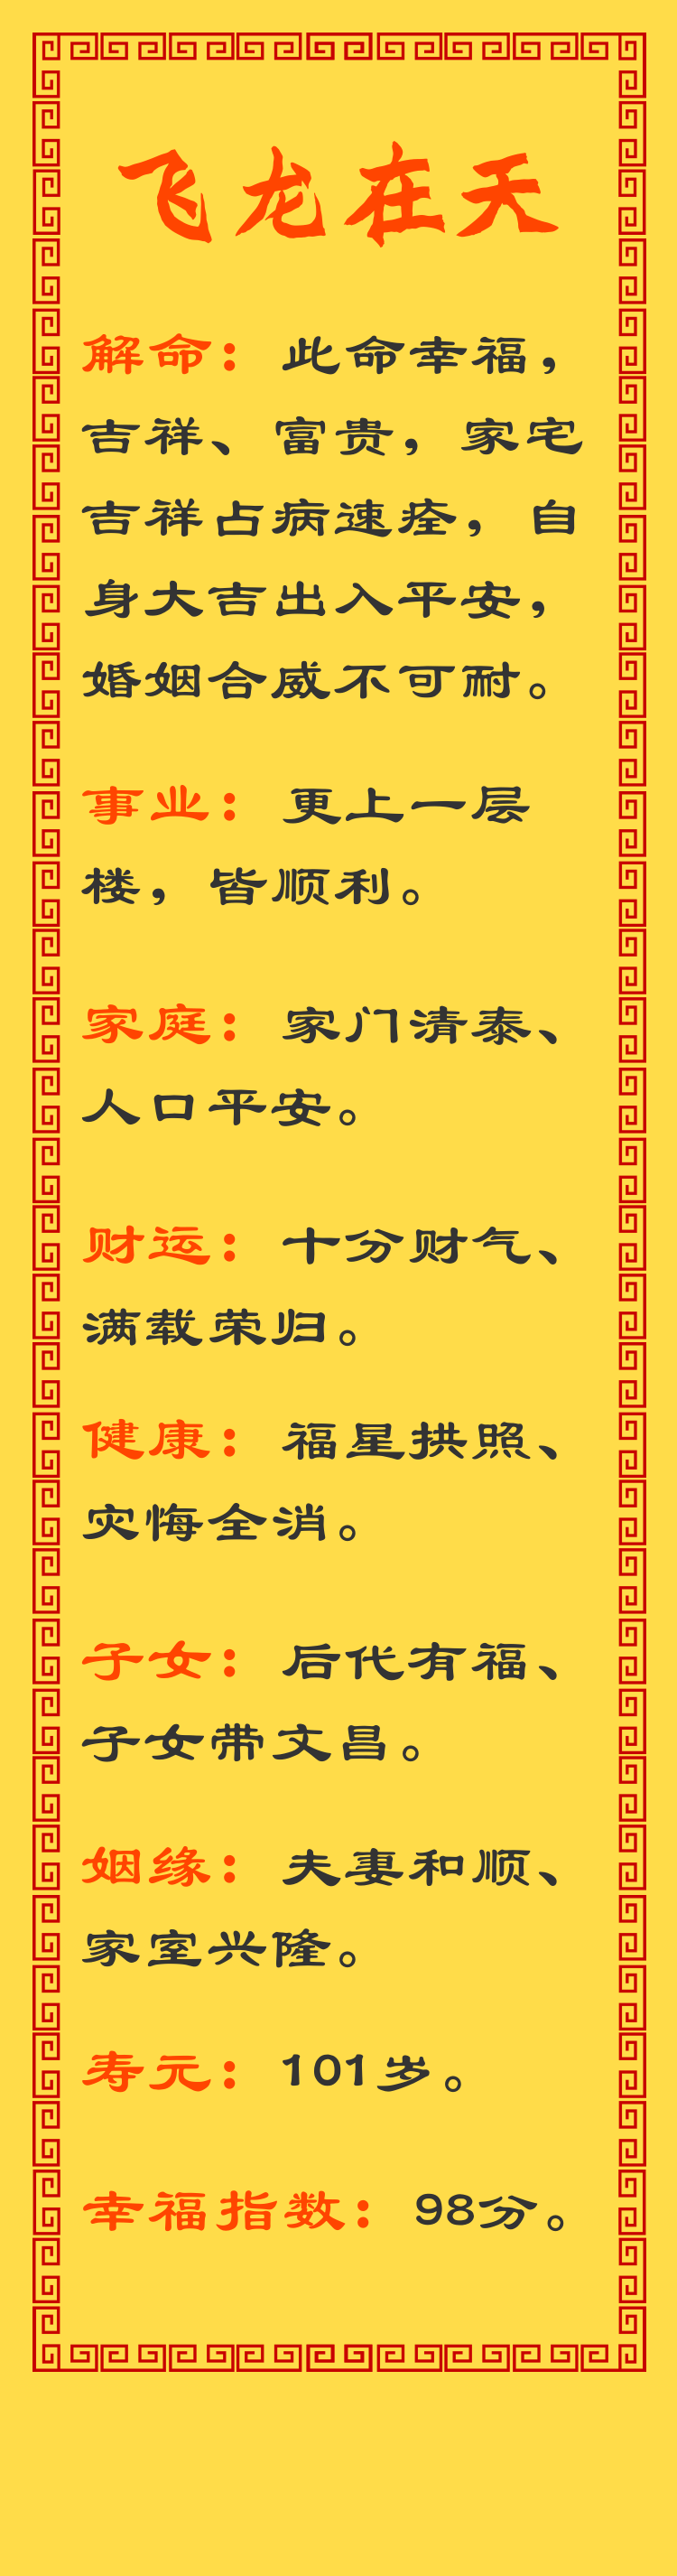 飞龙在天
解命：此命幸福，
吉祥、富贵，家宅
吉祥占病速痊，自
身大吉出入平安，
婚姻合威不可耐。
事业：更上一层
楼，皆顺利。
家庭：家门清泰、
人口平安。
财运：十分财气、
满载荣归。
健康：福星拱照、
灾悔全消。
子女：后代有福、
子女带文昌。
姻缘：夫妻和顺、
家室兴隆。
寿元：101岁。
幸福指数：98分。